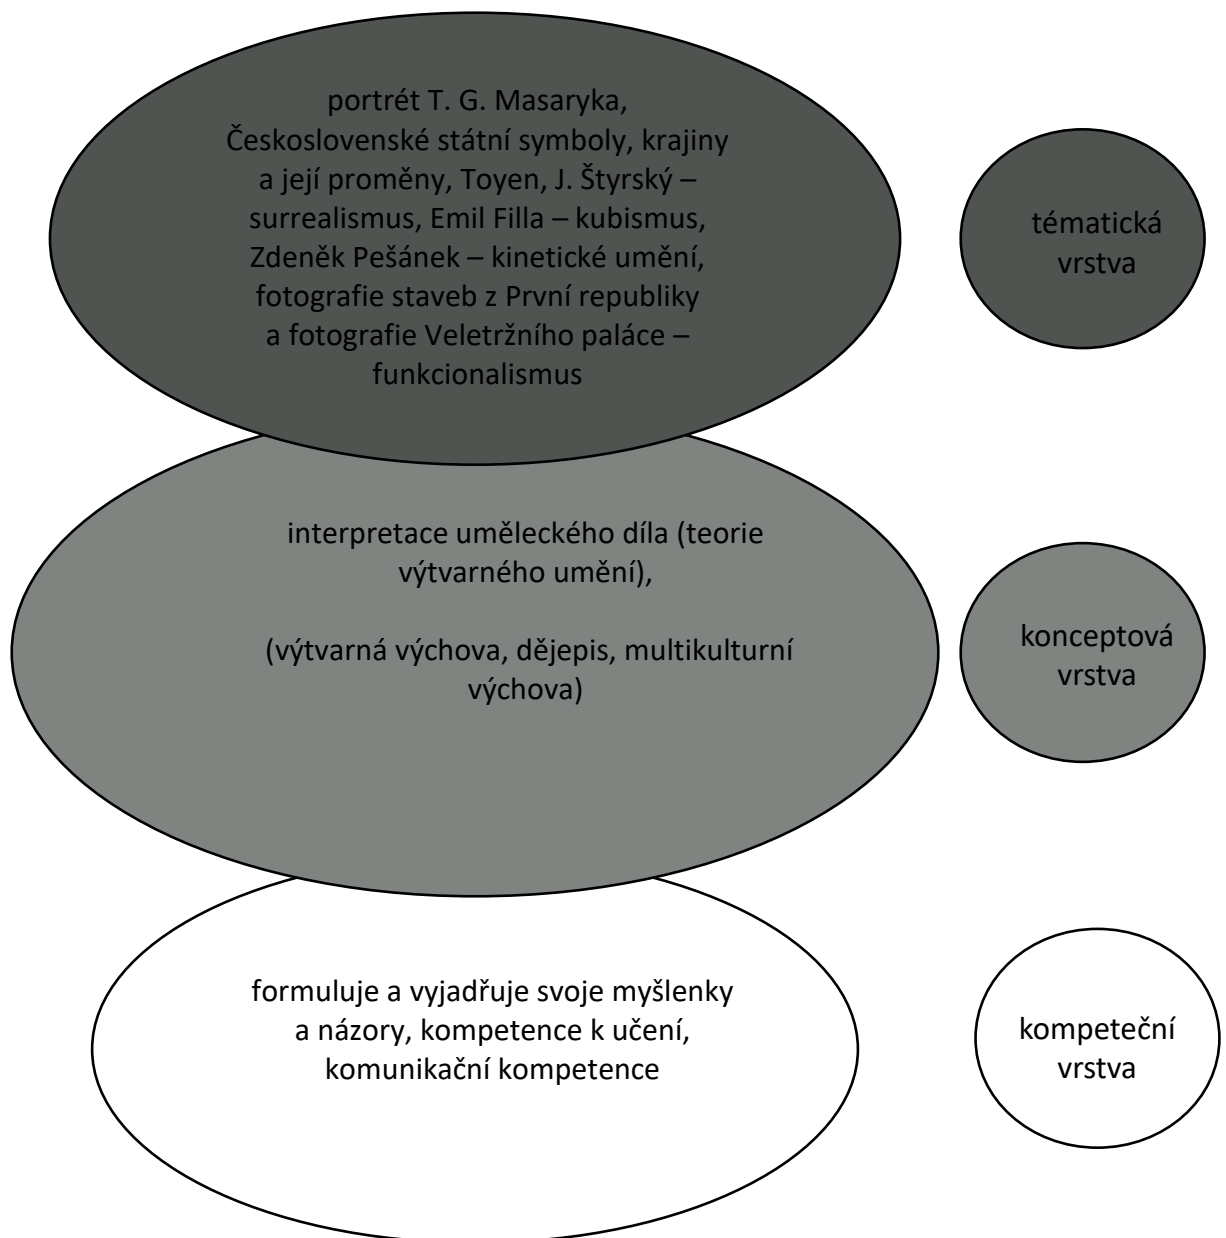 portrét T. G. Masaryka,
Československé státní symboly, krajiny
a její proměny, Toyen, J. Štyrský –
surrealismus, Emil Filla – kubismus,
Zdeněk Pešánek – kinetické umění,
fotografie staveb z První republiky
a fotografie Veletržního paláce –
funkcionalismus
tématická
vrstva
interpretace uměleckého díla (teorie
výtvarného umění),
(výtvarná výchova, dějepis, multikulturní
výchova)
konceptová
vrstva
formuluje a vyjadřuje svoje myšlenky
a názory, kompetence k učení,
komunikační kompetence
kompeteční
vrstva